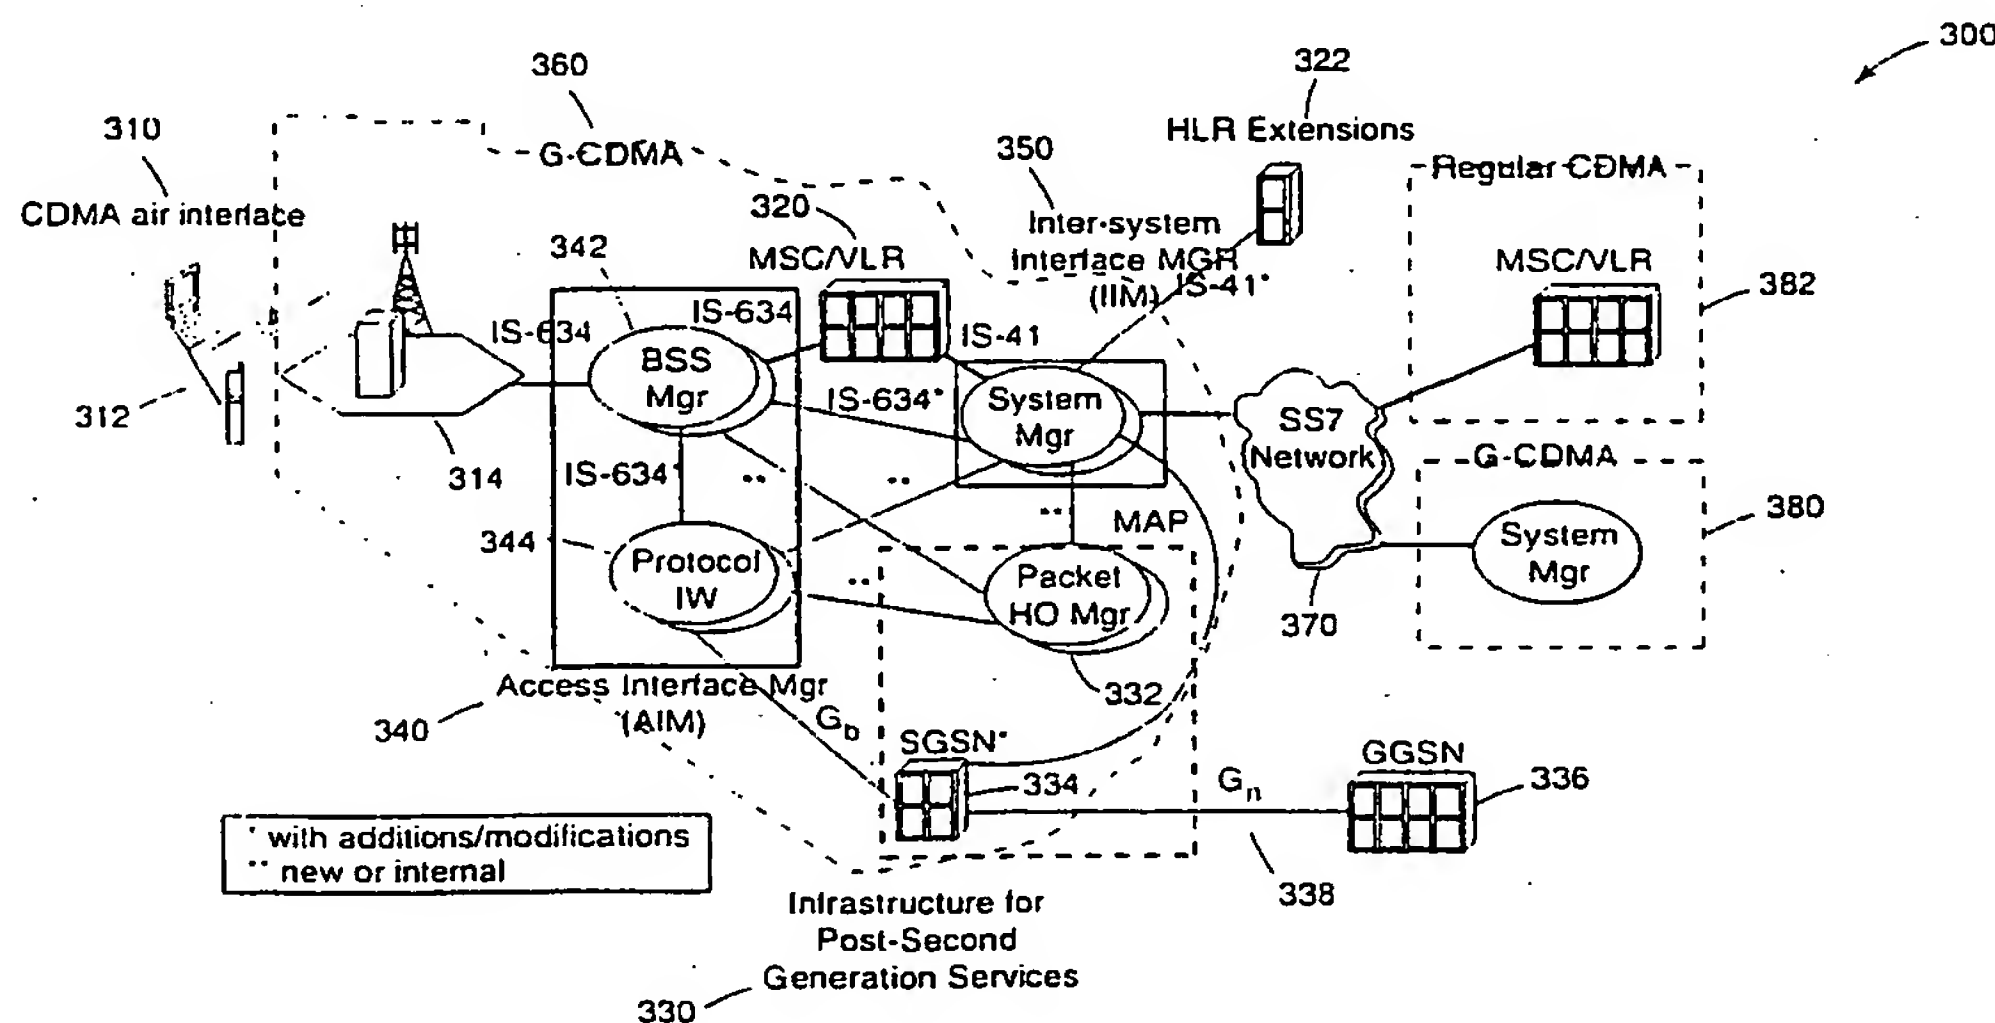 300
360
322
310
HLR Extensions
350
G-CDMA
Regular CDMA
CDMA air interface
320
Inter-system
Interface MGR
(IIM)
342
MSC/VLR
IS-41*
MSC/VLR
382
IS-634
IS-634
IS-41
BSS
Mgr
312
IS-634*
System
Mgr
SS7
Network
G-CDMA
314
IS-634*
**
**
**
MAP
380
System
Mgr
344
Protocol
IW
**
Packet
HO Mgr
370
Access Interface Mgr
(AIM)
332
340
Gb
SGSN*
GGSN
334
Gn
336
* with additions/modifications
** new or internal
338
Infrastructure for
Post-Second
Generation Services
330